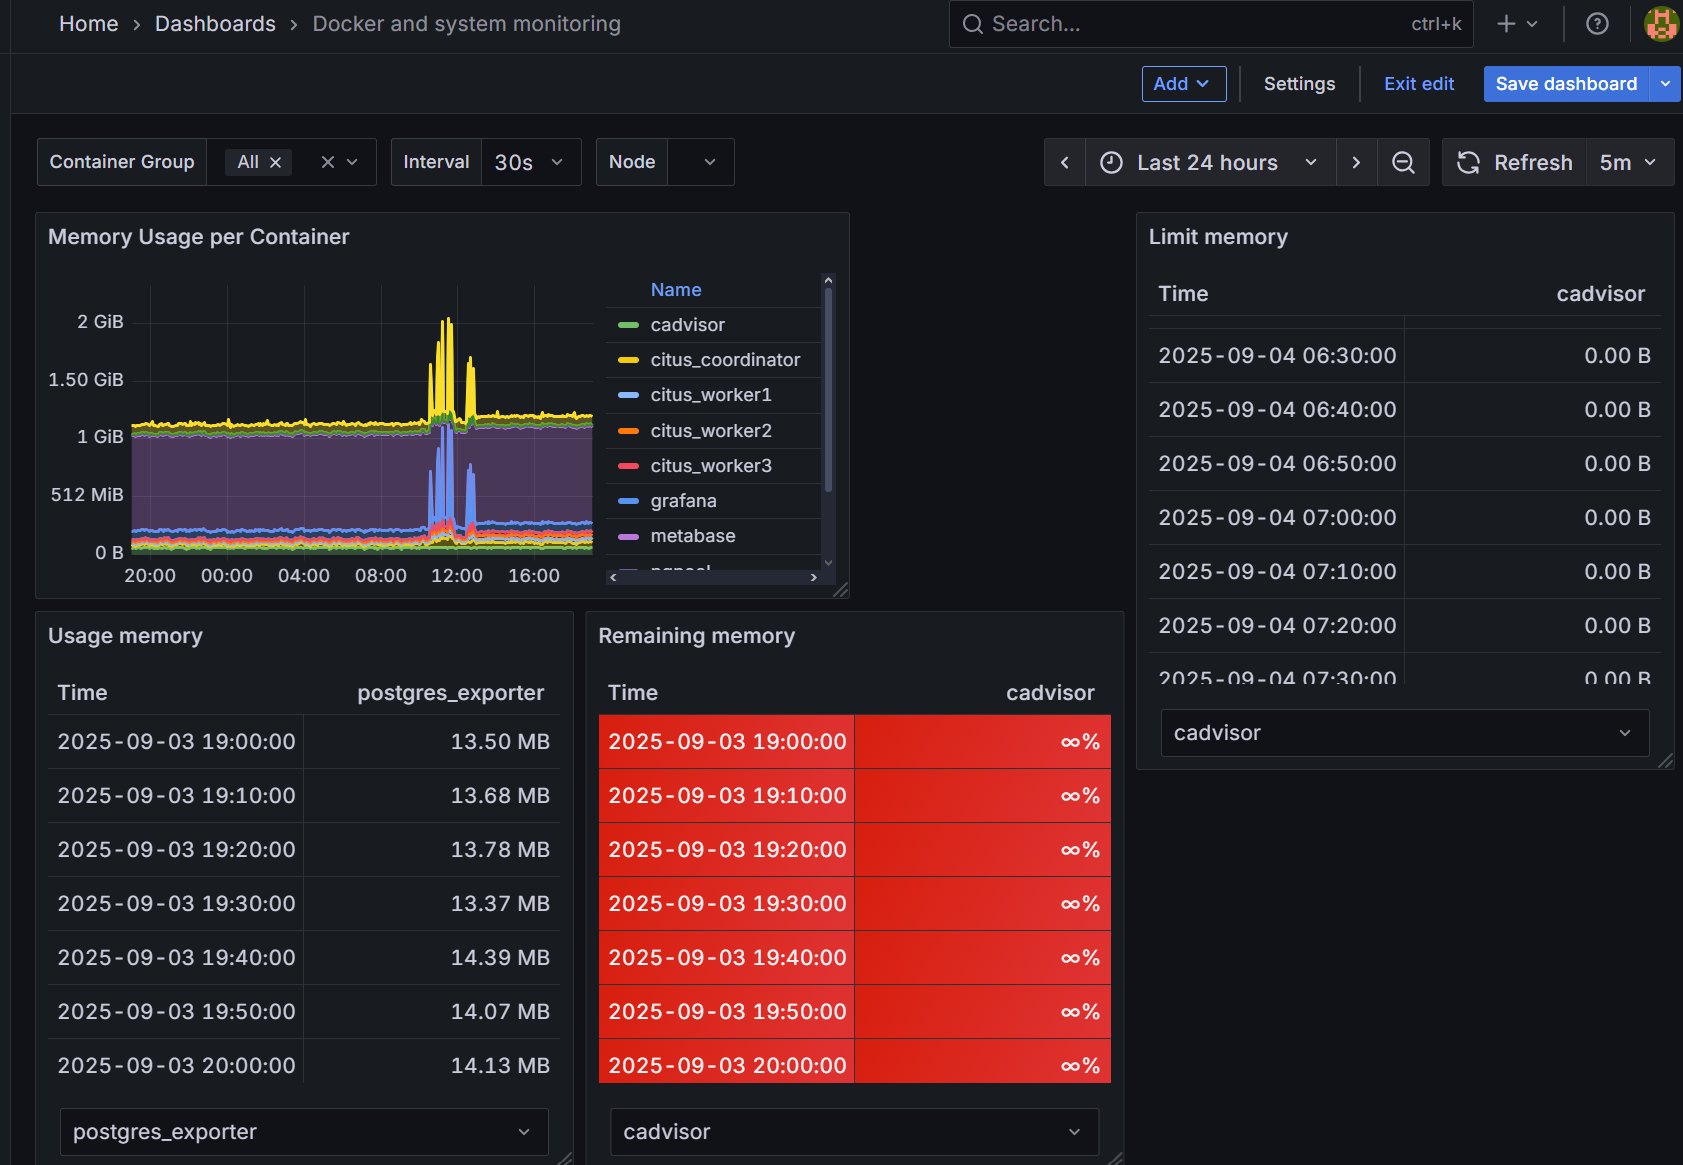 Home › Dashboards › Docker and system monitoring
Search... ctrl+k
Add Settings Exit edit Save dashboard
Container Group All Interval 30s Node Last 24 hours Refresh 5m
Memory Usage per Container
2 GiB
1.50 GiB
1 GiB
512 MiB
0 B
20:00 00:00 04:00 08:00 12:00 16:00
Name
cadvisor
citus_coordinator
citus_worker1
citus_worker2
citus_worker3
grafana
metabase
Limit memory
Time cadvisor
2025-09-04 06:30:00 0.00 B
2025-09-04 06:40:00 0.00 B
2025-09-04 06:50:00 0.00 B
2025-09-04 07:00:00 0.00 B
2025-09-04 07:10:00 0.00 B
2025-09-04 07:20:00 0.00 B
2025-09-04 07:30:00 0.00 B
cadvisor
Usage memory
Time postgres_exporter
2025-09-03 19:00:00 13.50 MB
2025-09-03 19:10:00 13.68 MB
2025-09-03 19:20:00 13.78 MB
2025-09-03 19:30:00 13.37 MB
2025-09-03 19:40:00 14.39 MB
2025-09-03 19:50:00 14.07 MB
2025-09-03 20:00:00 14.13 MB
postgres_exporter
Remaining memory
Time cadvisor
2025-09-03 19:00:00 ∞%
2025-09-03 19:10:00 ∞%
2025-09-03 19:20:00 ∞%
2025-09-03 19:30:00 ∞%
2025-09-03 19:40:00 ∞%
2025-09-03 19:50:00 ∞%
2025-09-03 20:00:00 ∞%
cadvisor